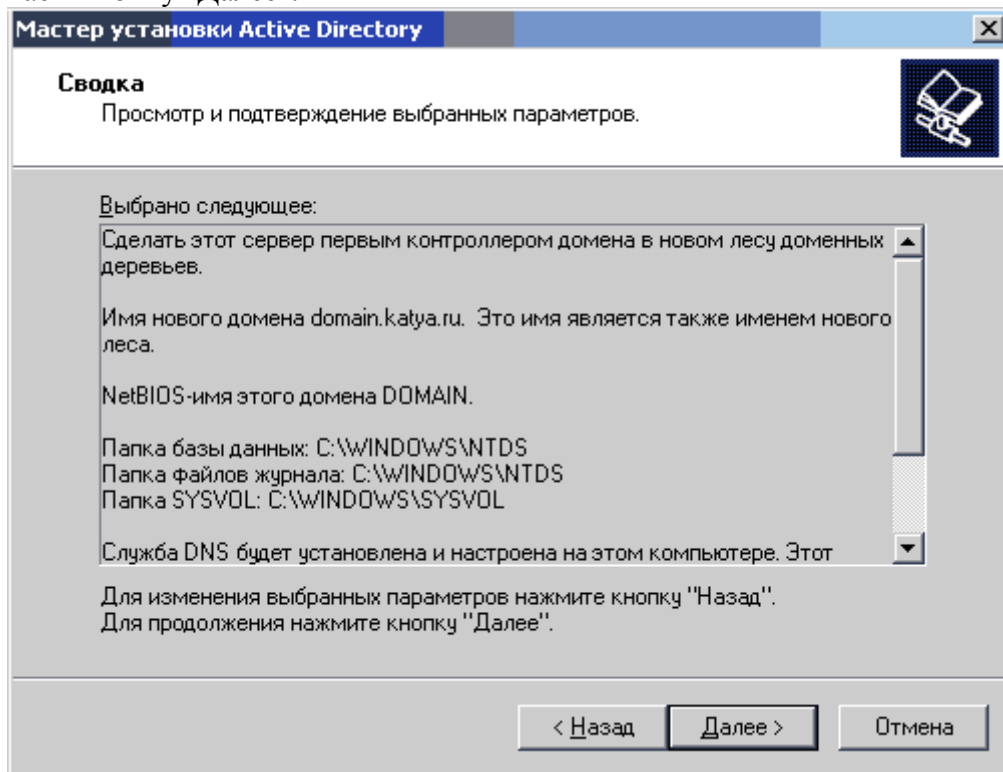 Мастер установки Active Directory
Сводка
Просмотр и подтверждение выбранных параметров.
Выбрано следующее:
Сделать этот сервер первым контроллером домена в новом лесу доменных
деревьев.
Имя нового домена domain.katya.ru. Это имя является также именем нового
леса.
NetBIOS-имя этого домена DOMAIN.
Папка базы данных: C:\WINDOWS\NTDS
Папка файлов журнала: C:\WINDOWS\NTDS
Папка SYSVOL: C:\WINDOWS\SYSVOL
Служба DNS будет установлена и настроена на этом компьютере. Этот
Для изменения выбранных параметров нажмите кнопку "Назад".
Для продолжения нажмите кнопку "Далее".
< Назад Далее > Отмена